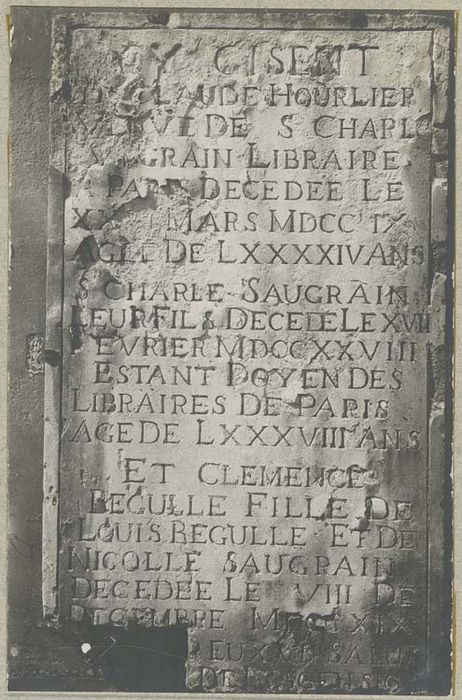 CY GISENT
CLAUDE HOURLIER
DE S CHARL
SAUGRAIN LIBRAIRE
A PARIS DECEDEE LE
MARS MDCC IX
AGEE DE LXXXXIV ANS
S CHARLE SAUGRAIN
LEUR FILS DECEDE LE XVII
FEVRIER MDCCXXVIII
ESTANT DOYEN DES
LIBRAIRES DE PARIS
AGE DE LXXXVIII ANS
ET CLEMENCE
BEGULLE FILLE DE
LOUIS BEGULLE ET DE
NICOLLE SAUGRAIN
DECEDEE LE VIII DE
DECEMBRE